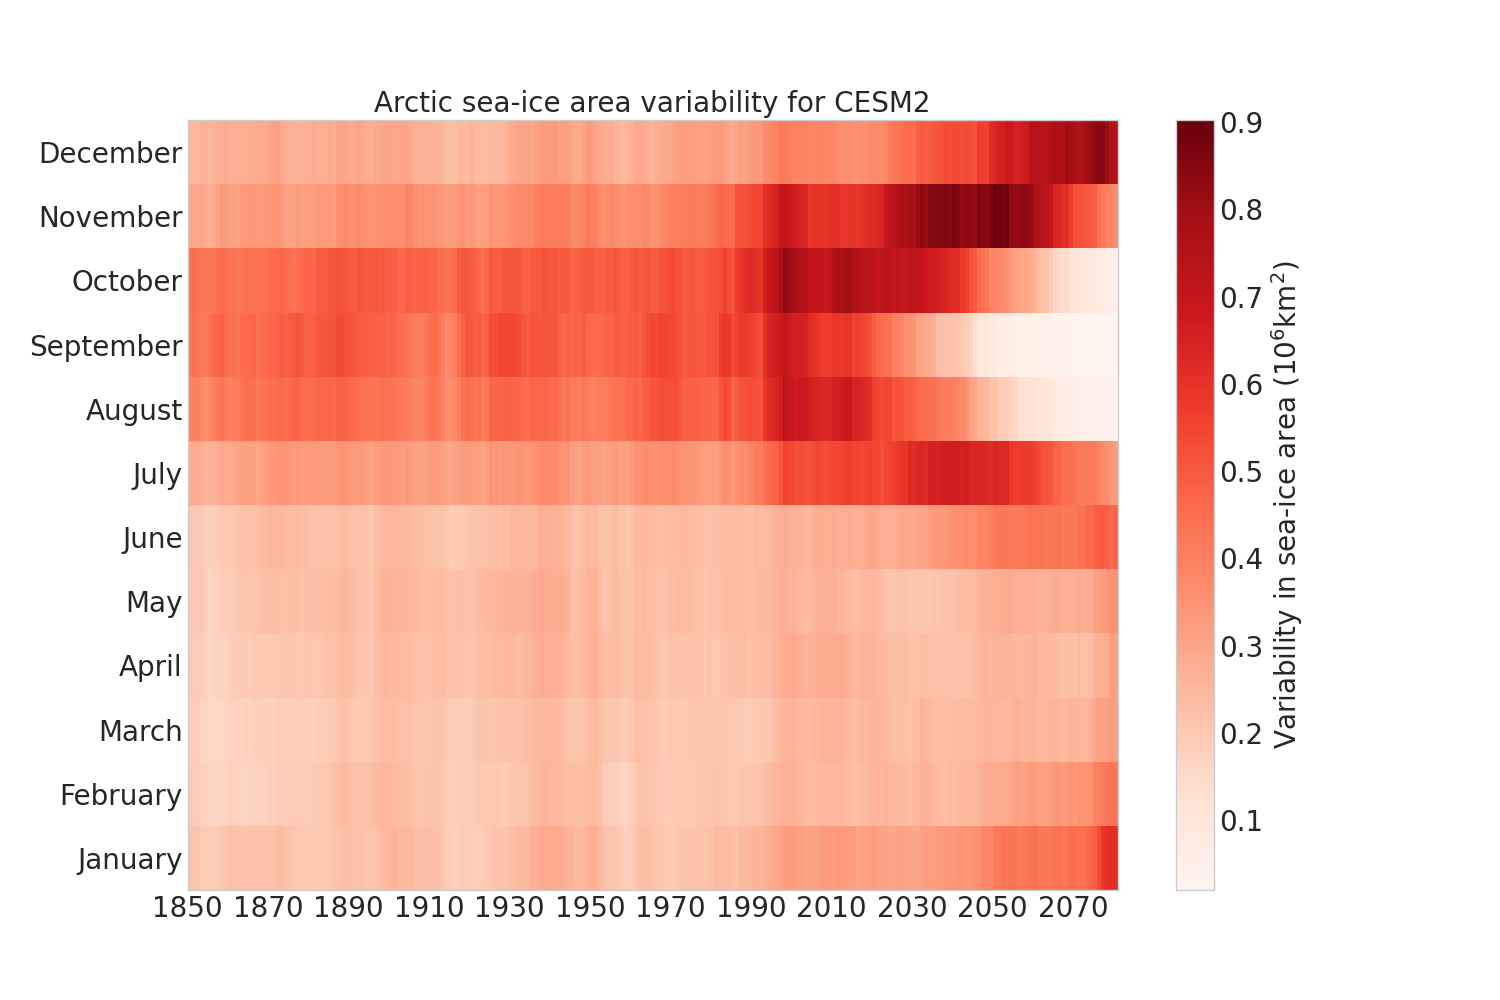 Arctic sea-ice area variability for CESM2
December
November
October
September
August
July
June
May
April
March
February
January
1850 1870 1890 1910 1930 1950 1970 1990 2010 2030 2050 2070
0.9
0.8
0.7
0.6
0.5
0.4
0.3
0.2
0.1
Variability in sea-ice area (10⁶km²)